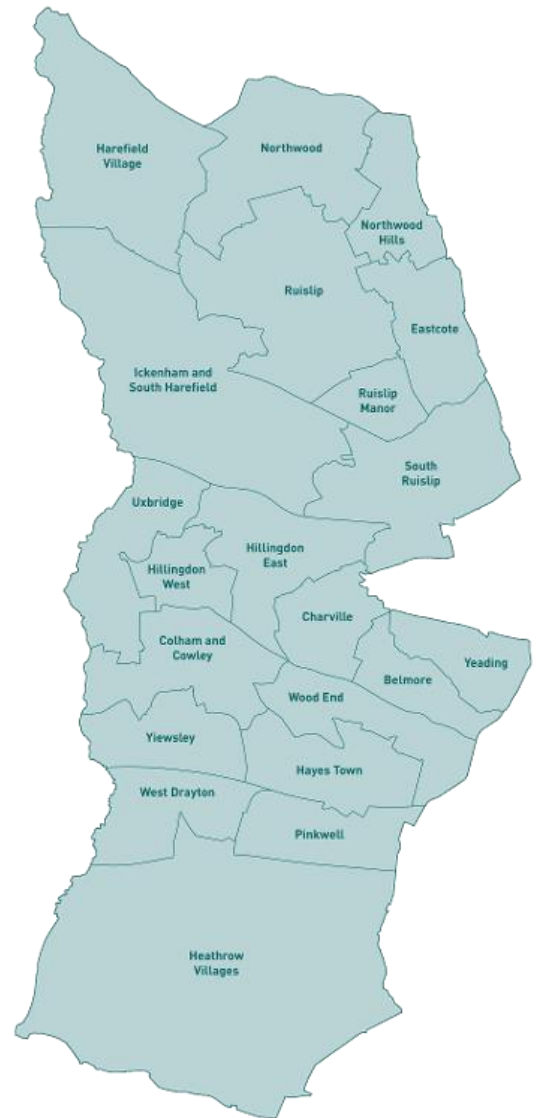 Harefield
Village
Northwood
Northwood
Hills
Ruislip
Eastcote
Ickenham and
South Harefield
Ruislip
Manor
South
Ruislip
Uxbridge
Hillingdon
East
Hillingdon
West
Charville
Colham and
Cowley
Yeading
Belmore
Wood End
Yiewsley
Hayes Town
West Drayton
Pinkwell
Heathrow
Villages